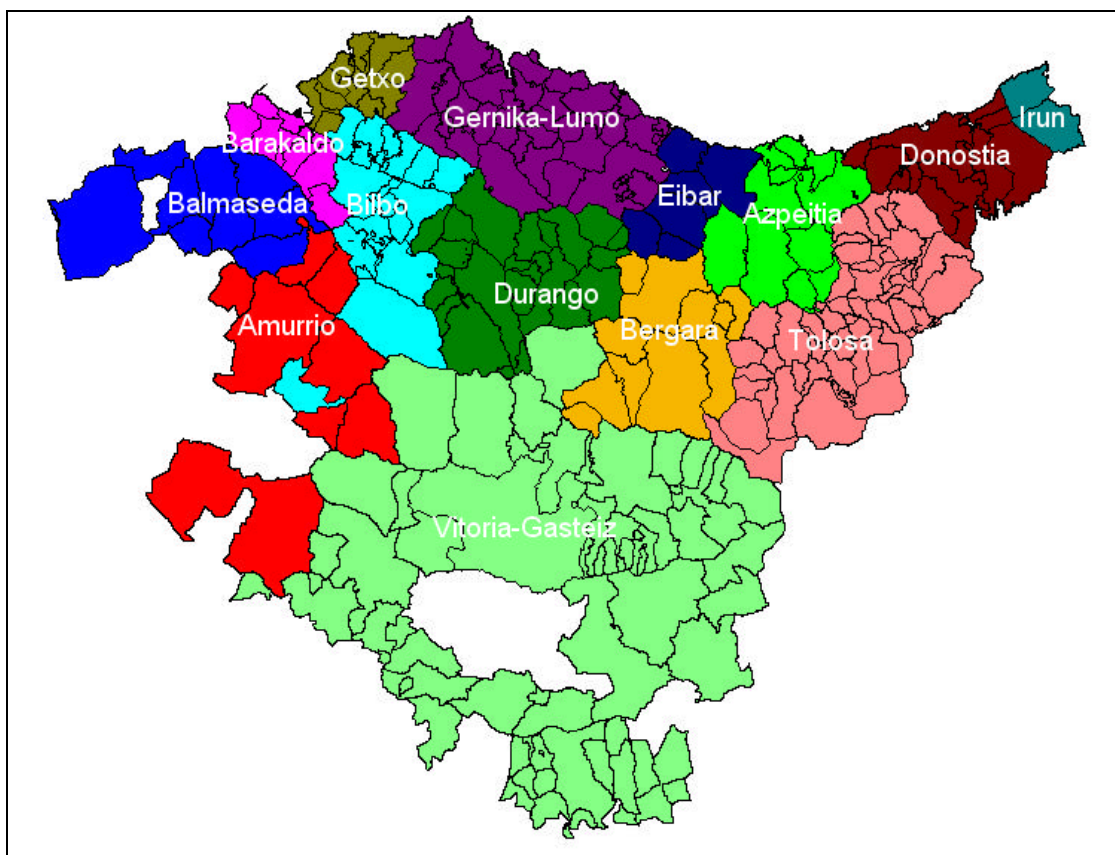 Getxo
Gernika-Lumo
Irun
Barakaldo
Donostia
Balmaseda
Bilbo
Eibar
Azpeitia
Durango
Amurrio
Bergara
Tolosa
Vitoria-Gasteiz